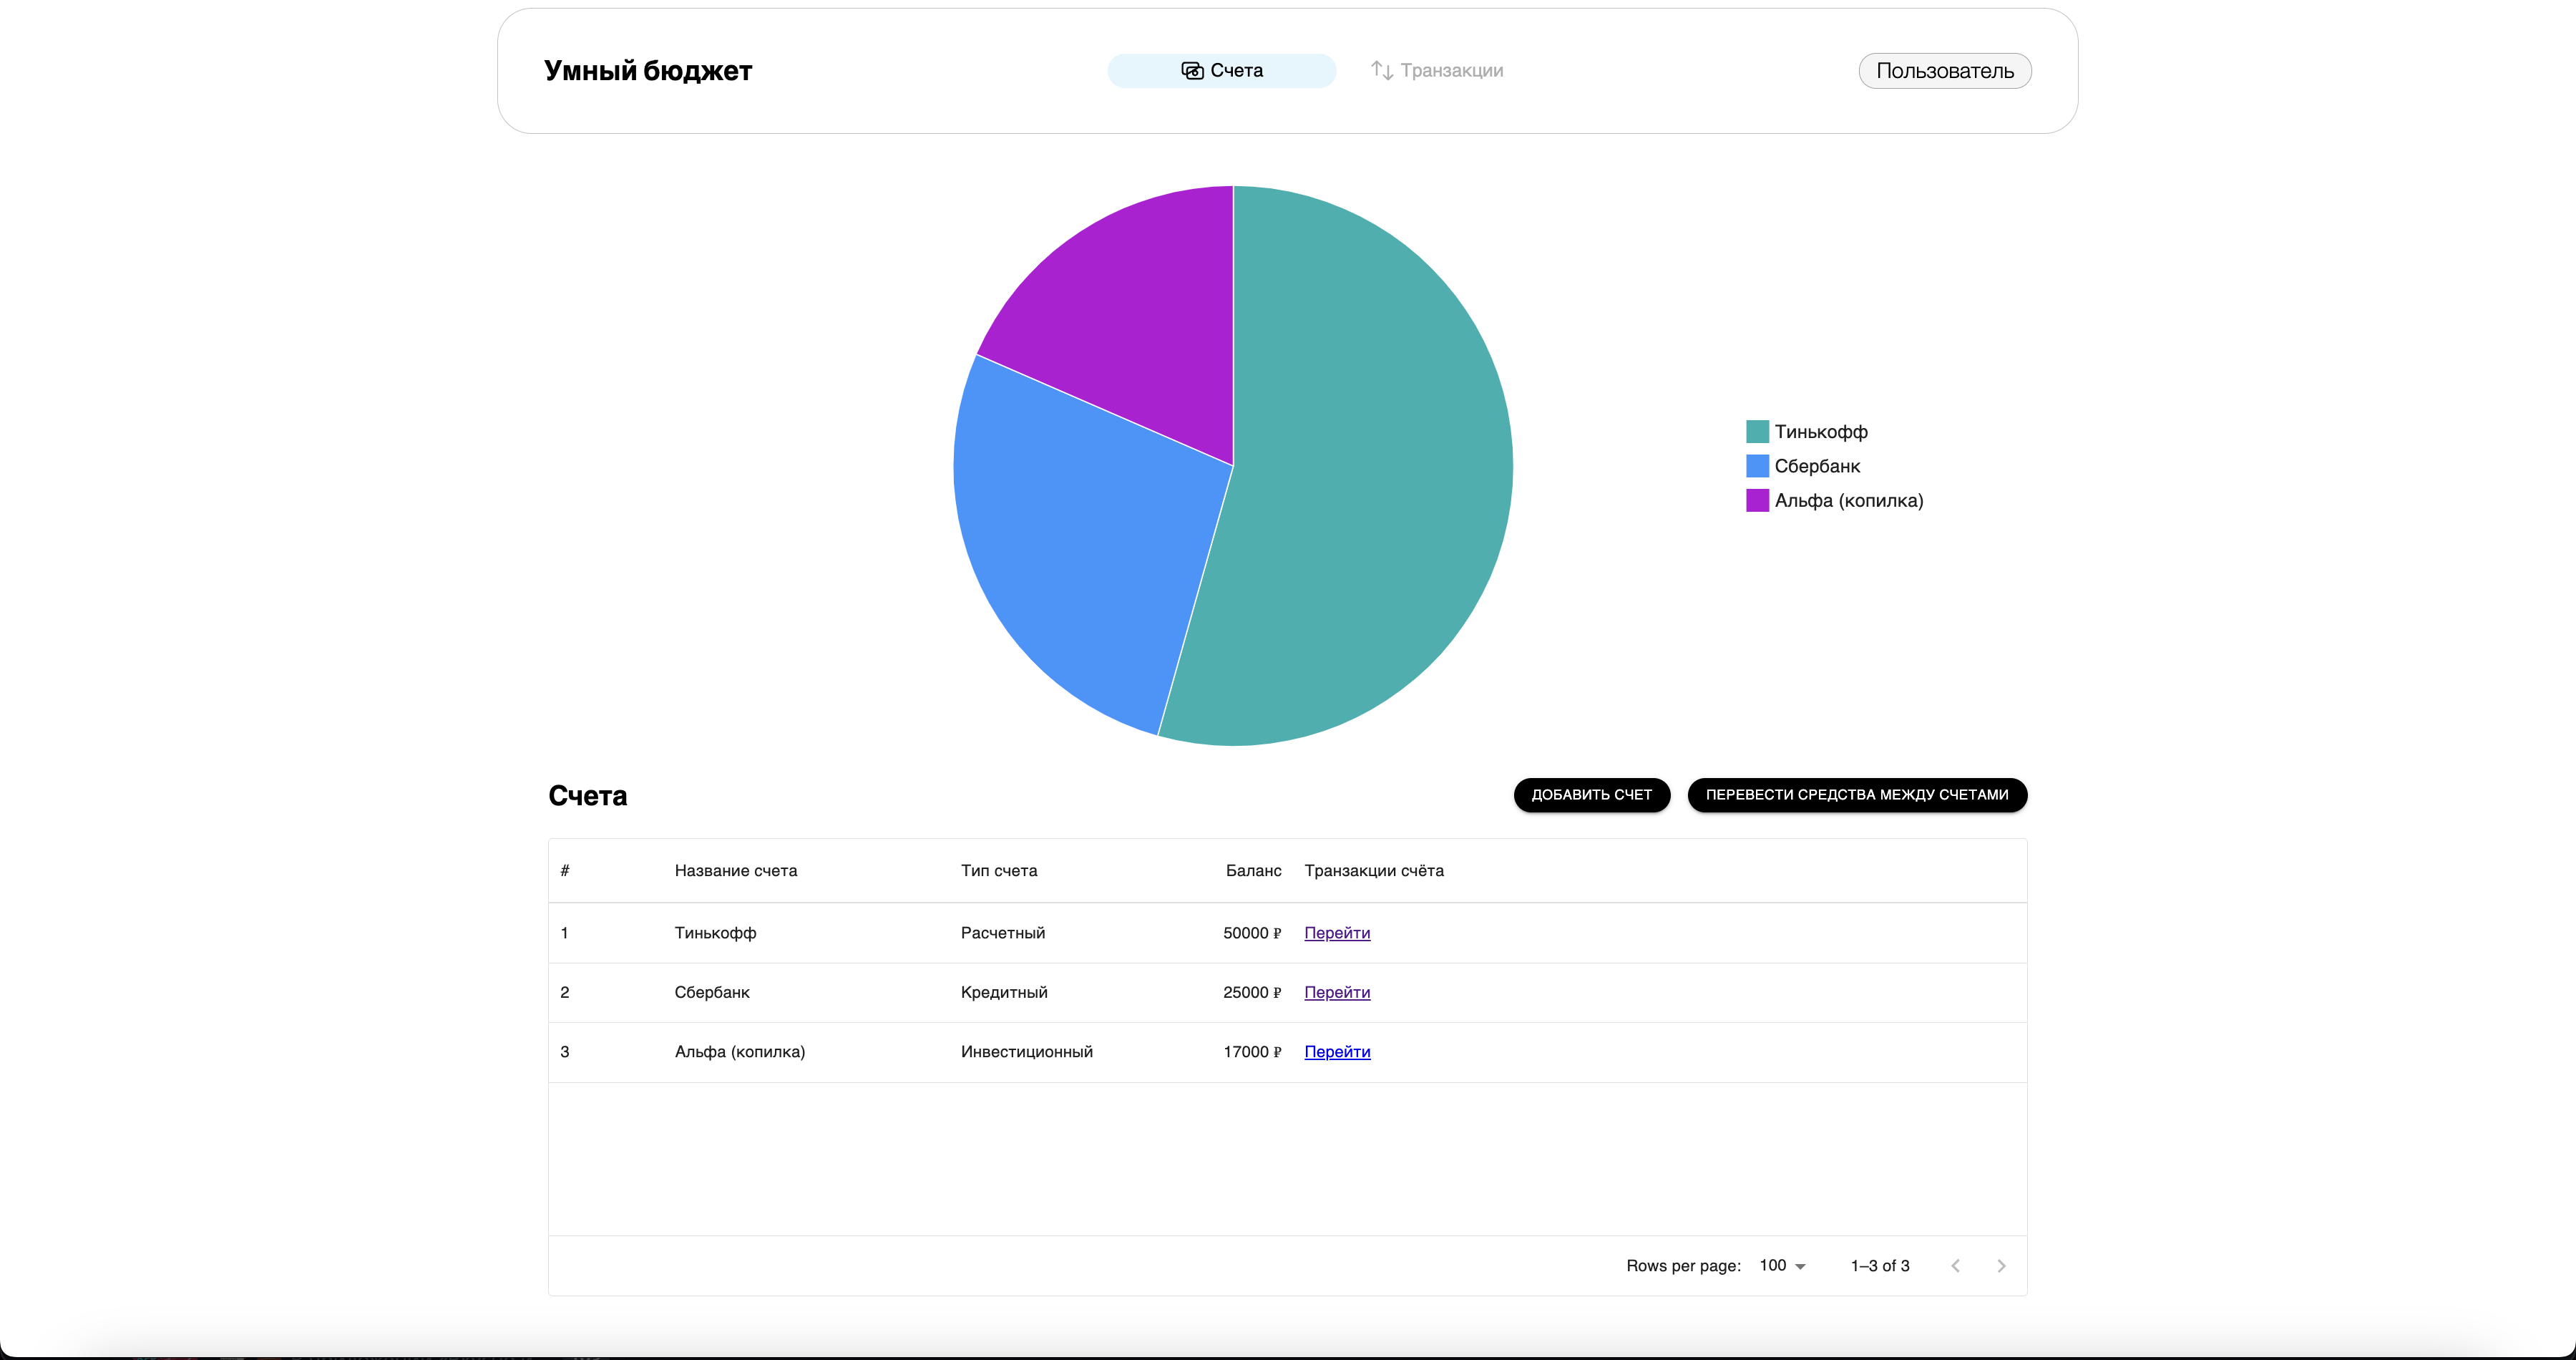 Умный бюджет
Счета
Транзакции
Пользователь
Тинькофф
Сбербанк
Альфа (копилка)
Счета
ДОБАВИТЬ СЧЕТ
ПЕРЕВЕСТИ СРЕДСТВА МЕЖДУ СЧЕТАМИ
# Название счета Тип счета Баланс Транзакции счёта
1 Тинькофф Расчетный 50000 ₽ Перейти
2 Сбербанк Кредитный 25000 ₽ Перейти
3 Альфа (копилка) Инвестиционный 17000 ₽ Перейти
Rows per page: 100 1–3 of 3